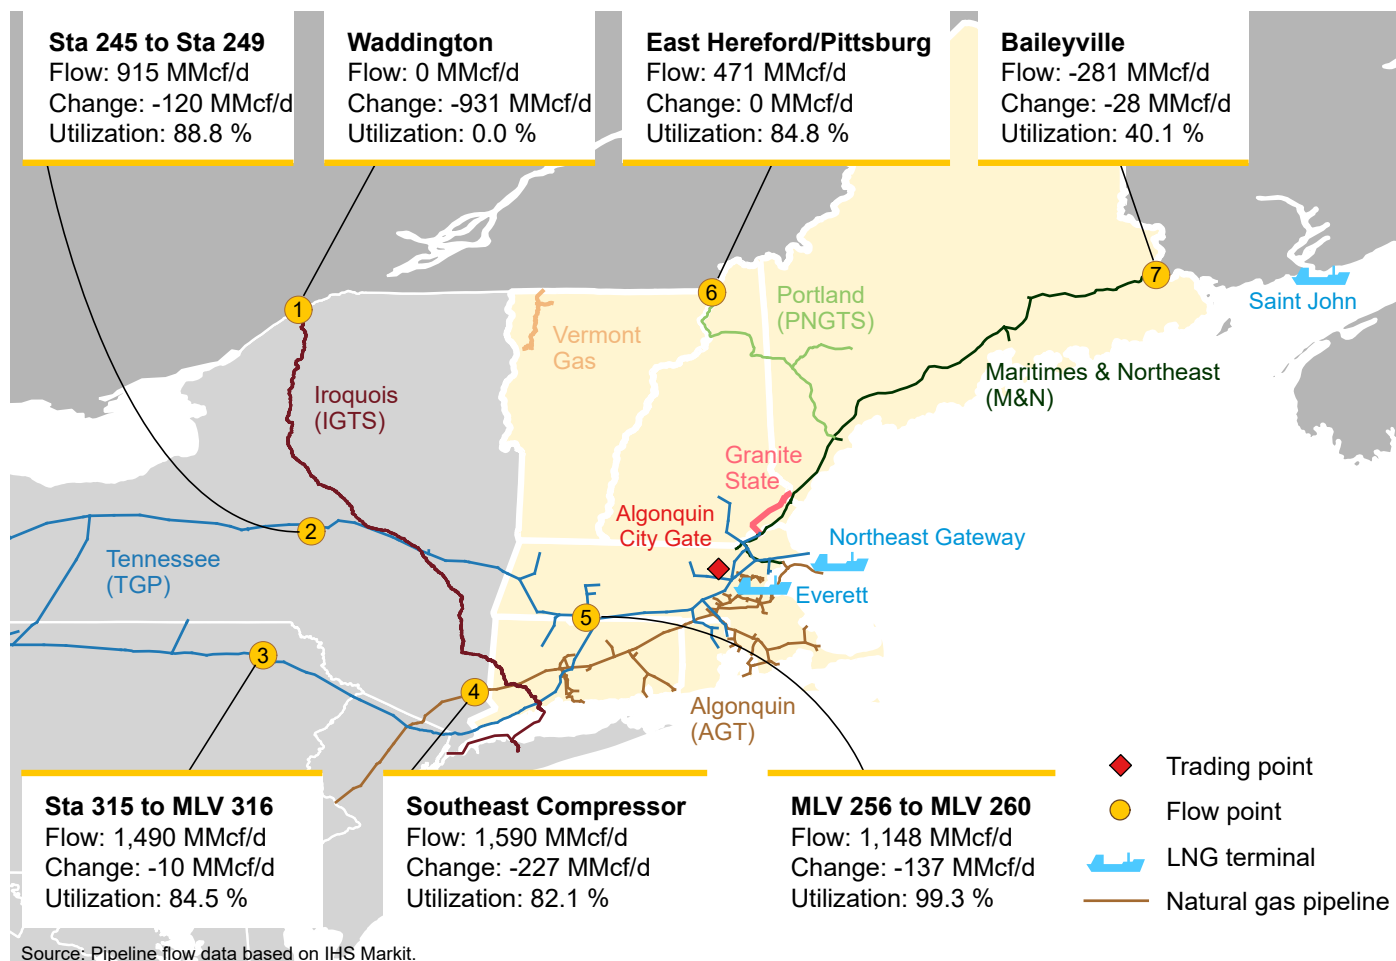 Sta 245 to Sta 249
Flow: 915 MMcf/d
Change: -120 MMcf/d
Utilization: 88.8 %
Waddington
Flow: 0 MMcf/d
Change: -931 MMcf/d
Utilization: 0.0 %
East Hereford/Pittsburg
Flow: 471 MMcf/d
Change: 0 MMcf/d
Utilization: 84.8 %
Baileyville
Flow: -281 MMcf/d
Change: -28 MMcf/d
Utilization: 40.1 %
7
Saint John
6
Portland
(PNGTS)
1
Vermont
Gas
Maritimes & Northeast
(M&N)
Iroquois
(IGTS)
Granite
State
Algonquin
City Gate
2
Northeast Gateway
Tennessee
(TGP)
Everett
5
3
4
Algonquin
(AGT)
Sta 315 to MLV 316
Flow: 1,490 MMcf/d
Change: -10 MMcf/d
Utilization: 84.5 %
Southeast Compressor
Flow: 1,590 MMcf/d
Change: -227 MMcf/d
Utilization: 82.1 %
MLV 256 to MLV 260
Flow: 1,148 MMcf/d
Change: -137 MMcf/d
Utilization: 99.3 %
Trading point
Flow point
LNG terminal
Natural gas pipeline
Source: Pipeline flow data based on IHS Markit.